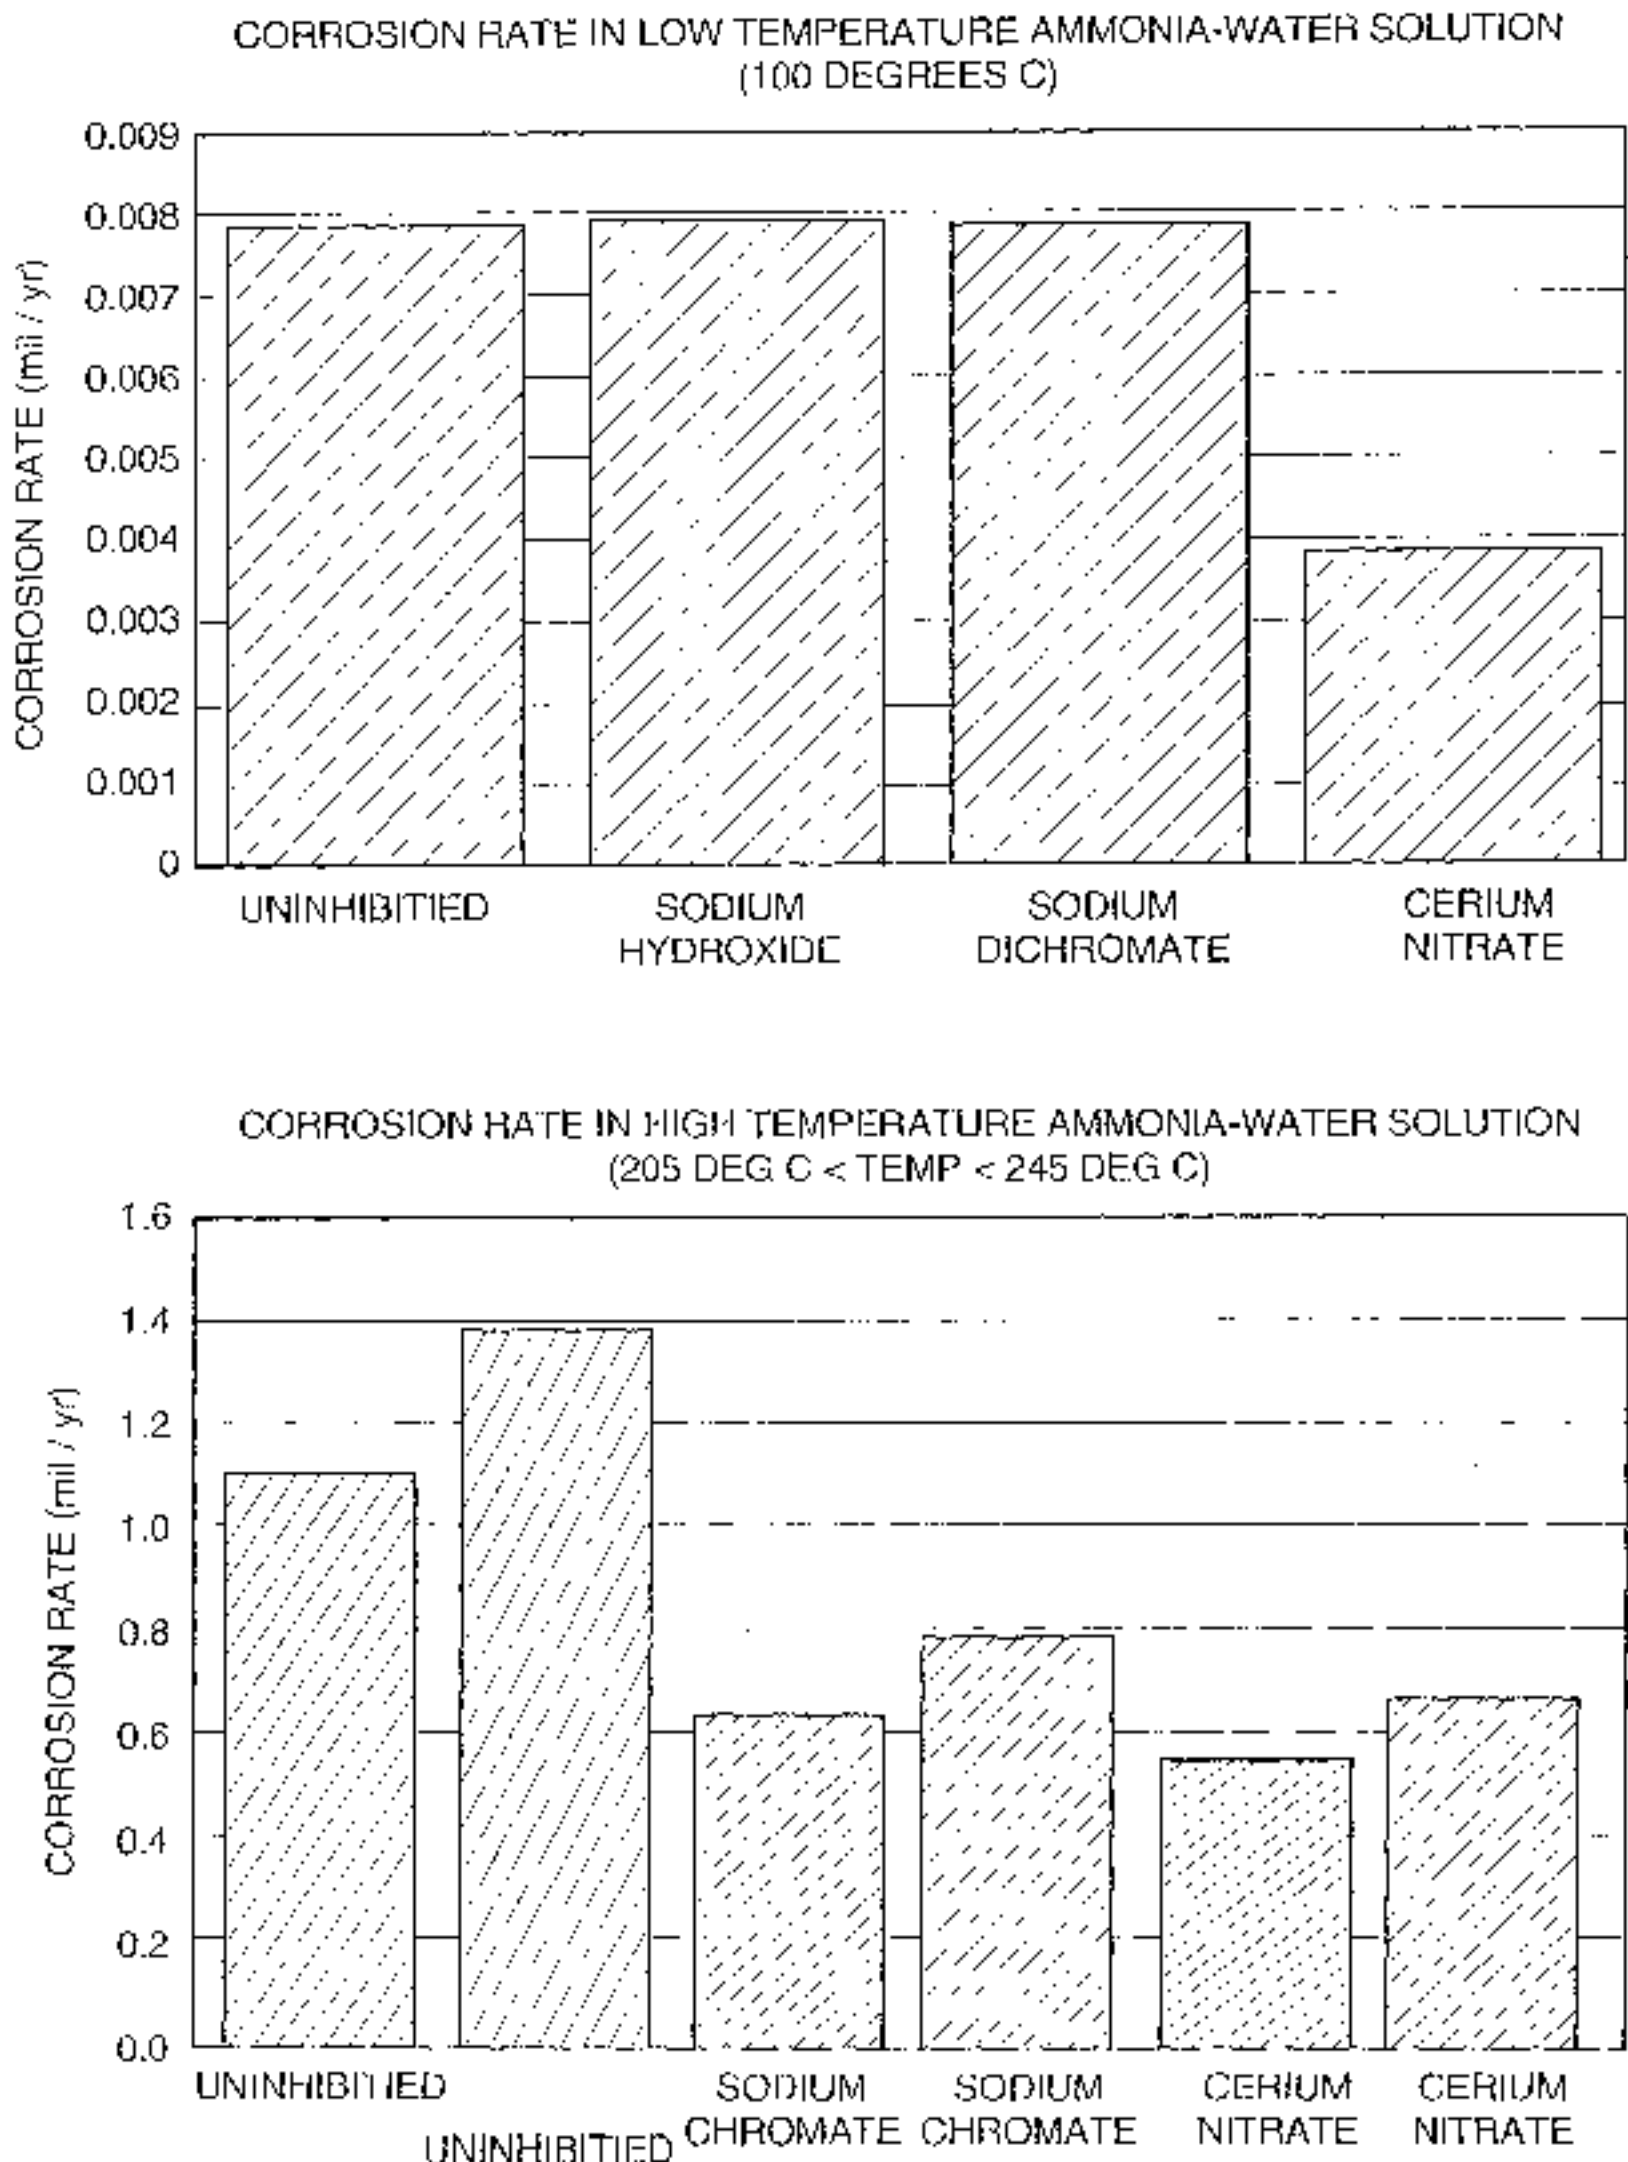 CORROSION RATE IN LOW TEMPERATURE AMMONIA-WATER SOLUTION
(100 DEGREES C)
CORROSION RATE (mil / yr)
0.009
0.008
0.007
0.006
0.005
0.004
0.003
0.002
0.001
0
UNINHIBITIED
SODIUM
HYDROXIDE
SODIUM
DICHROMATE
CERIUM
NITRATE
CORROSION RATE IN HIGH TEMPERATURE AMMONIA-WATER SOLUTION
(205 DEG C < TEMP < 245 DEG C)
CORROSION RATE (mil / yr)
1.6
1.4
1.2
1.0
0.8
0.6
0.4
0.2
0.0
UNINHIBITIED
UNINHIBITIED
SODIUM
CHROMATE
SODIUM
CHROMATE
CERIUM
NITRATE
CERIUM
NITRATE